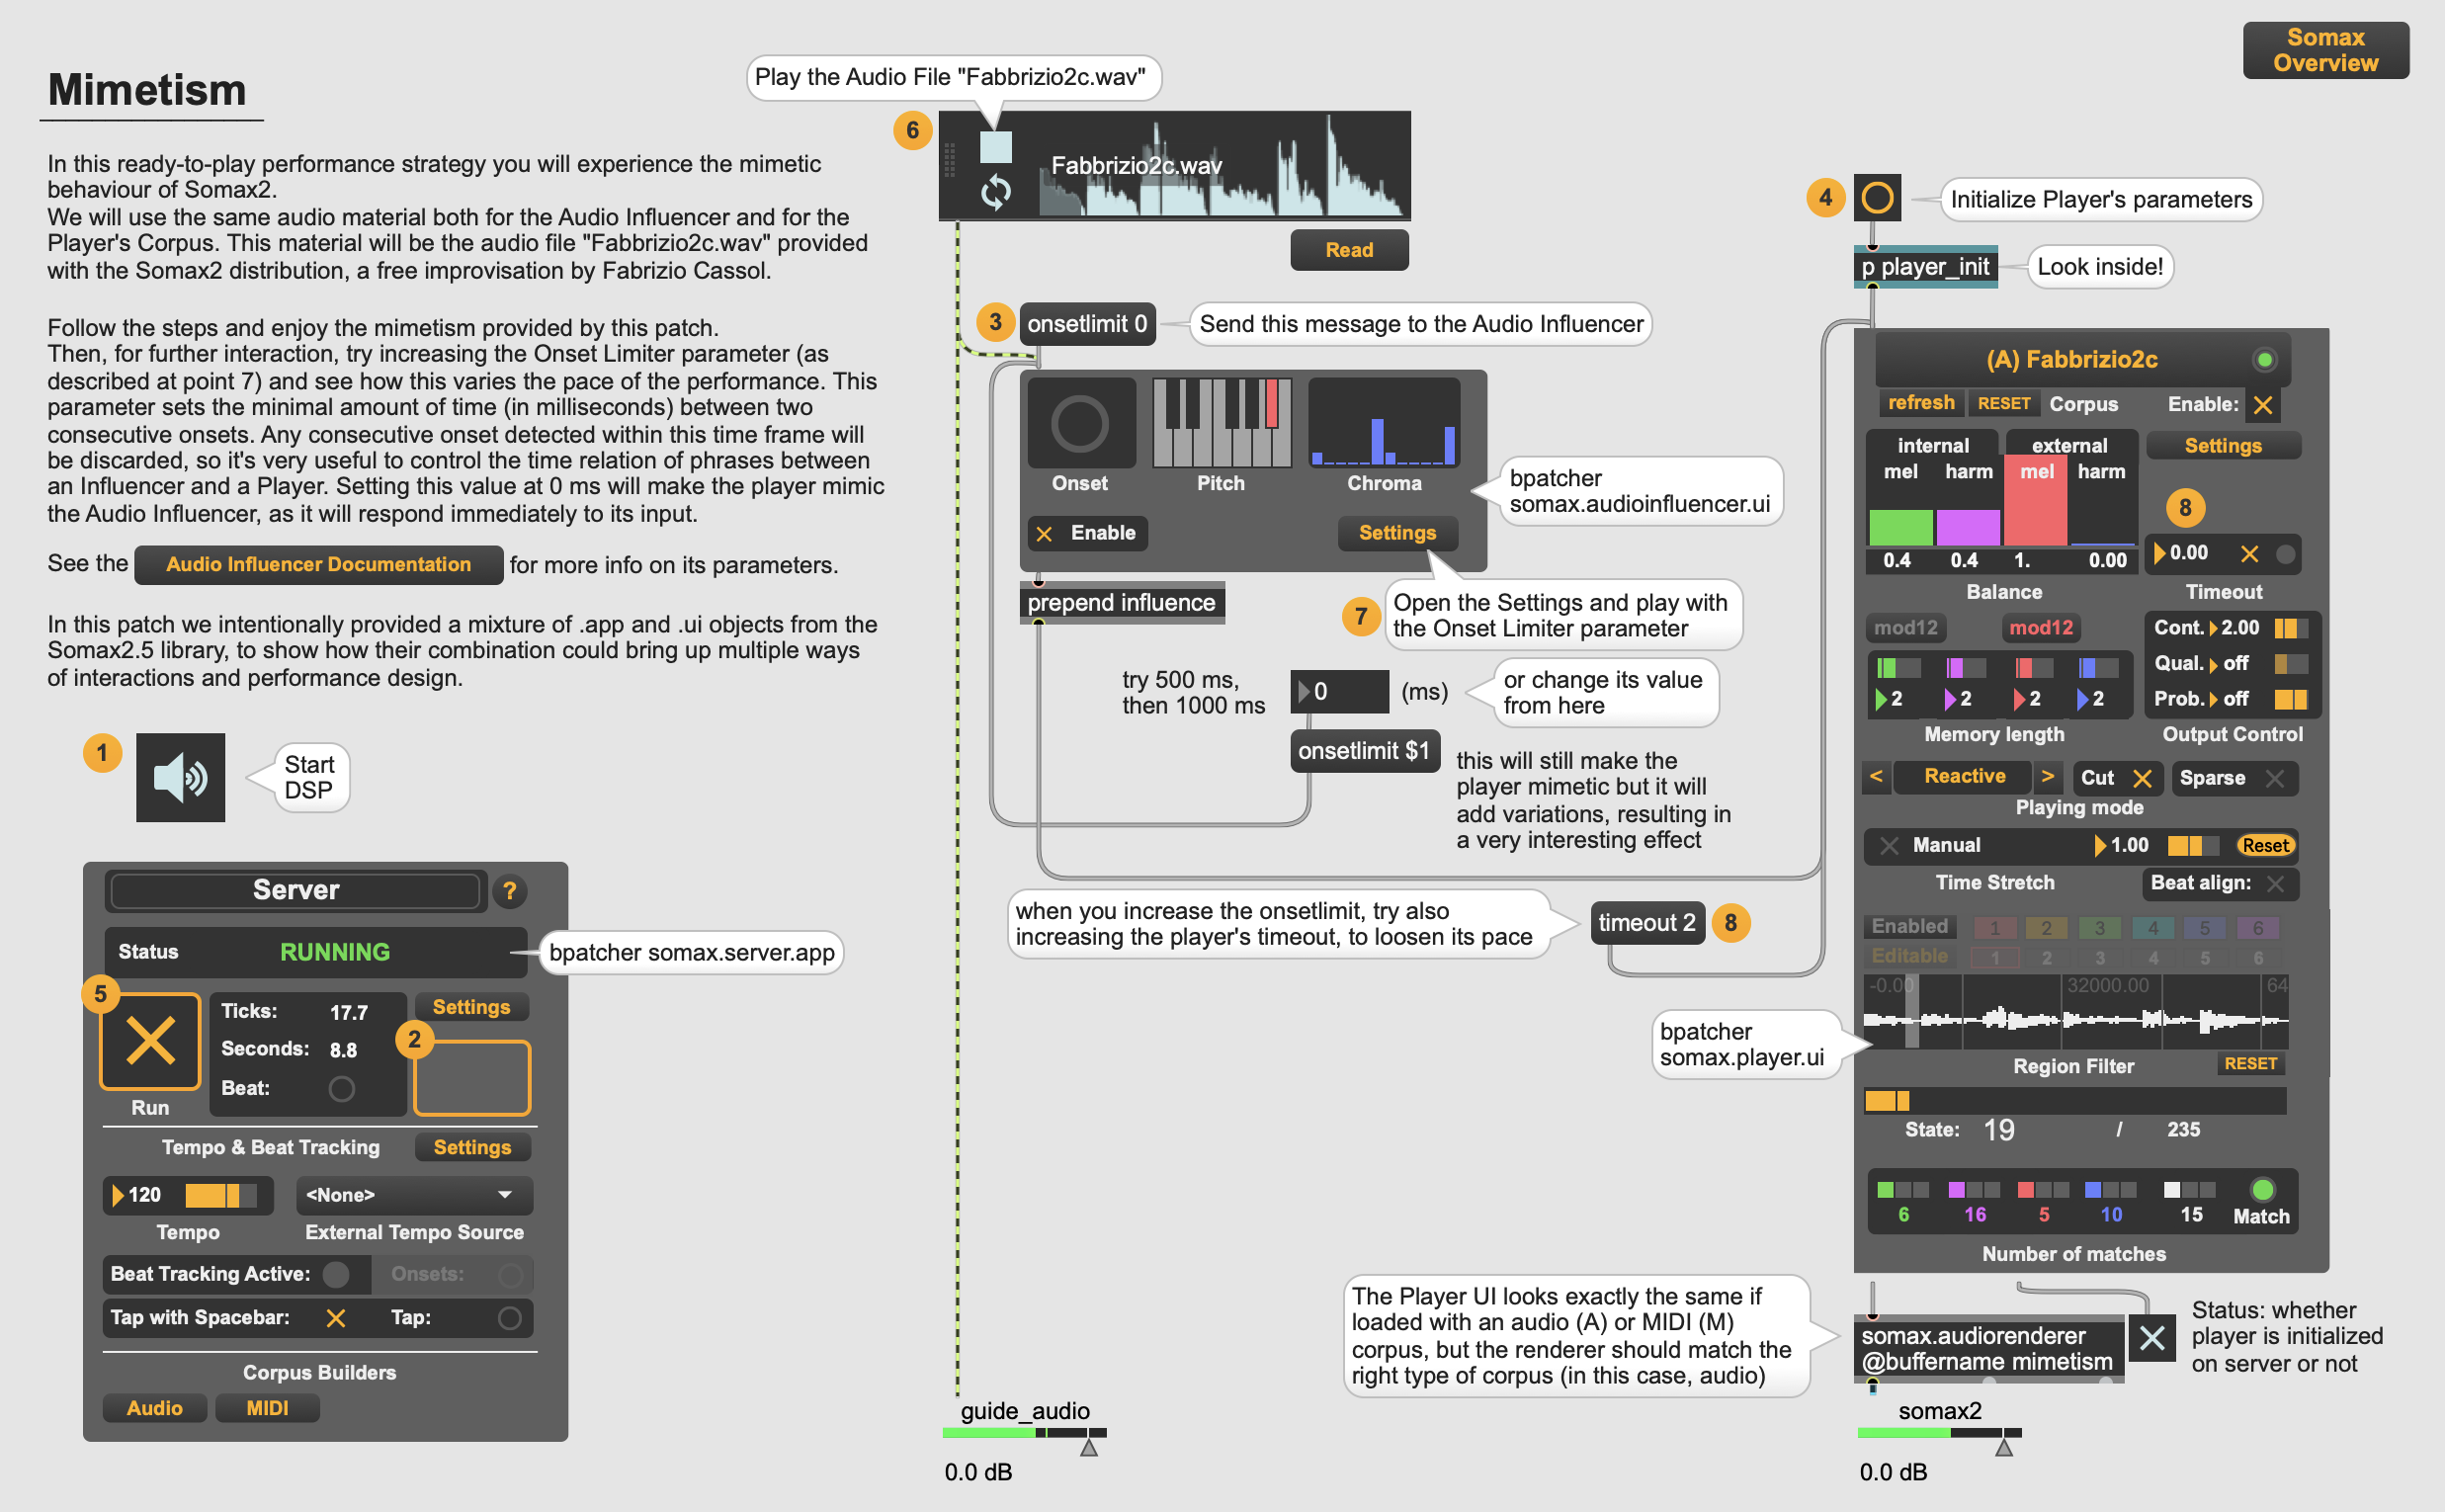 Somax
Overview
Mimetism
In this ready-to-play performance strategy you will experience the mimetic
behaviour of Somax2.
We will use the same audio material both for the Audio Influencer and for the
Player's Corpus. This material will be the audio file "Fabbrizio2c.wav" provided
with the Somax2 distribution, a free improvisation by Fabrizio Cassol.
Follow the steps and enjoy the mimetism provided by this patch.
Then, for further interaction, try increasing the Onset Limiter parameter (as
described at point 7) and see how this varies the pace of the performance. This
parameter sets the minimal amount of time (in milliseconds) between two
consecutive onsets. Any consecutive onset detected within this time frame will
be discarded, so it's very useful to control the time relation of phrases between
an Influencer and a Player. Setting this value at 0 ms will make the player mimic
the Audio Influencer, as it will respond immediately to its input.
See the Audio Influencer Documentation for more info on its parameters.
In this patch we intentionally provided a mixture of .app and .ui objects from the
Somax2.5 library, to show how their combination could bring up multiple ways
of interactions and performance design.
1
Start
DSP
Server ?
Status RUNNING
bpatcher somax.server.app
5
Run
Ticks: 17.7
Seconds: 8.8
Beat:
Settings
2
Tempo & Beat Tracking Settings
120 <None>
Tempo External Tempo Source
Beat Tracking Active: Onsets:
Tap with Spacebar: Tap:
Corpus Builders
Audio MIDI
Play the Audio File "Fabbrizio2c.wav"
6
Fabbrizio2c.wav
Read
3 onsetlimit 0 Send this message to the Audio Influencer
Onset Pitch Chroma
Enable Settings
bpatcher
somax.audioinfluencer.ui
prepend influence
7
Open the Settings and play with
the Onset Limiter parameter
try 500 ms,
then 1000 ms
0 (ms)
or change its value
from here
onsetlimit $1
this will still make the
player mimetic but it will
add variations, resulting in
a very interesting effect
when you increase the onsetlimit, try also
increasing the player's timeout, to loosen its pace
timeout 2 8
guide_audio
0.0 dB
4 Initialize Player's parameters
p player_init Look inside!
(A) Fabbrizio2c
refresh RESET Corpus Enable:
internal external Settings
mel harm mel harm
8
0.4 0.4 1. 0.00 0.00
Balance Timeout
mod12 mod12
Cont. 2.00
Qual. off
Prob. off
2 2 2 2
Memory length Output Control
< Reactive > Cut Sparse
Playing mode
Manual 1.00 Reset
Time Stretch Beat align:
Enabled 1 2 3 4 5 6
Editable 1 2 3 4 5 6
-0.00 32000.00 64
bpatcher
somax.player.ui
Region Filter RESET
State: 19 / 235
6 16 5 10 15 Match
Number of matches
The Player UI looks exactly the same if
loaded with an audio (A) or MIDI (M)
corpus, but the renderer should match the
right type of corpus (in this case, audio)
somax.audiorenderer
@buffername mimetism
Status: whether
player is initialized
on server or not
somax2
0.0 dB